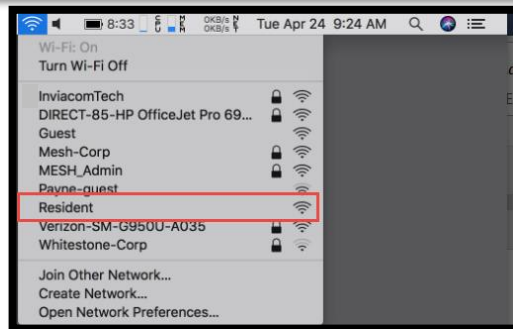 8:33 CPU MEM 0KB/s 0KB/s N T Tue Apr 24 9:24 AM
Wi-Fi: On
Turn Wi-Fi Off
InviacomTech
DIRECT-85-HP OfficeJet Pro 69...
Guest
Mesh-Corp
MESH_Admin
Payne-guest
Resident
Verizon-SM-G950U-A035
Whitestone-Corp
Join Other Network...
Create Network...
Open Network Preferences...